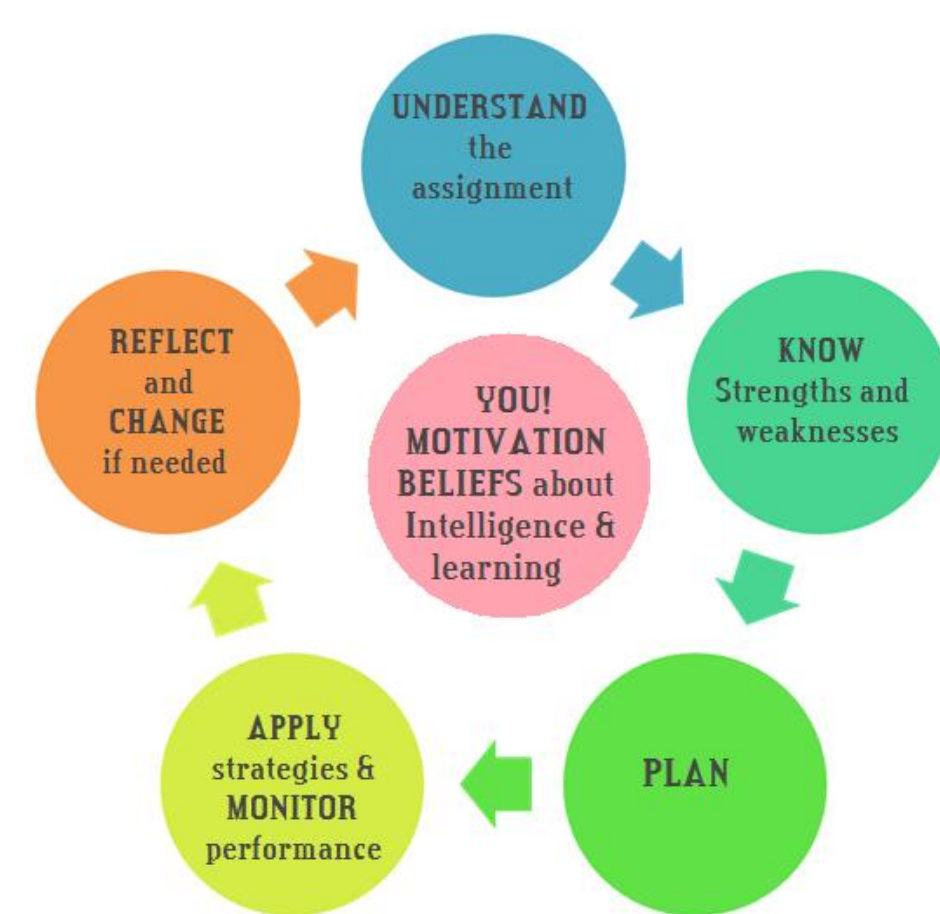 UNDERSTAND
the
assignment
KNOW
Strengths and
weaknesses
PLAN
APPLY
strategies &
MONITOR
performance
REFLECT
and
CHANGE
if needed
YOU!
MOTIVATION
BELIEFS about
Intelligence &
learning